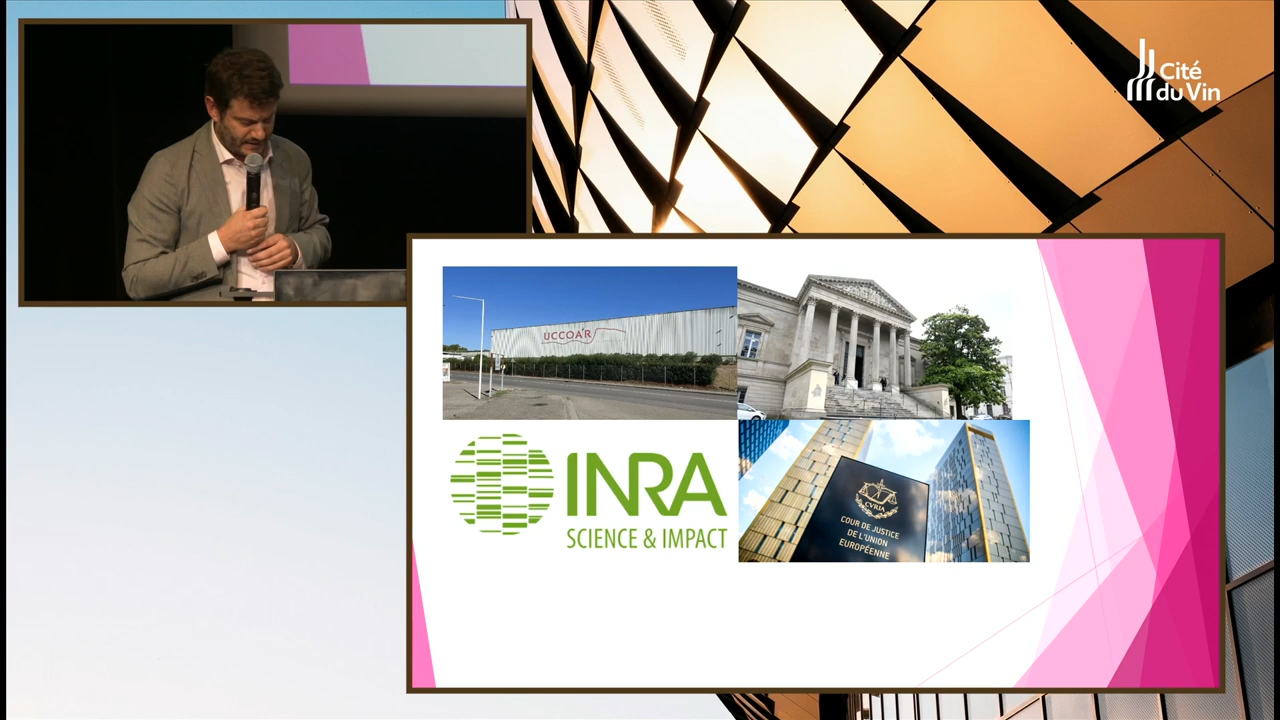 Cité
du Vin
UCCOAR
INRA
SCIENCE & IMPACT
CVRIA
COUR DE JUSTICE
DE L'UNION
EUROPÉENNE